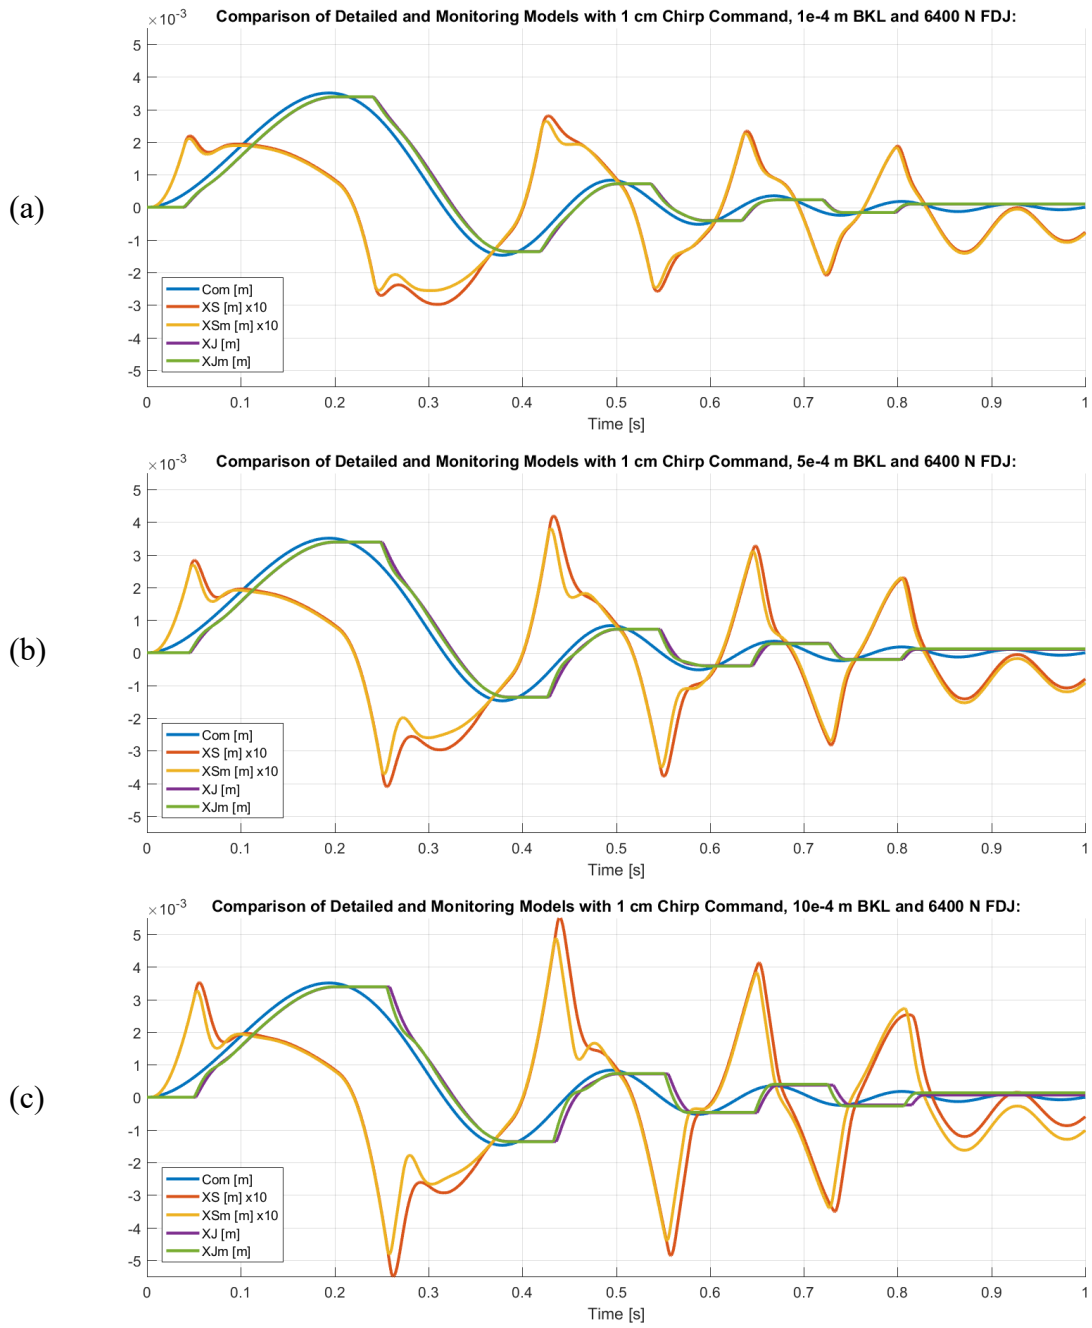 Comparison of Detailed and Monitoring Models with 1 cm Chirp Command, 1e-4 m BKL and 6400 N FDJ:
×10⁻³
5
4
3
2
1
0
-1
-2
-3
-4
-5
(a)
Com [m]
XS [m] x10
XSm [m] x10
XJ [m]
XJm [m]
0 0.1 0.2 0.3 0.4 0.5 0.6 0.7 0.8 0.9 1
Time [s]
Comparison of Detailed and Monitoring Models with 1 cm Chirp Command, 5e-4 m BKL and 6400 N FDJ:
×10⁻³
5
4
3
2
1
0
-1
-2
-3
-4
-5
(b)
Com [m]
XS [m] x10
XSm [m] x10
XJ [m]
XJm [m]
0 0.1 0.2 0.3 0.4 0.5 0.6 0.7 0.8 0.9 1
Time [s]
Comparison of Detailed and Monitoring Models with 1 cm Chirp Command, 10e-4 m BKL and 6400 N FDJ:
×10⁻³
5
4
3
2
1
0
-1
-2
-3
-4
-5
(c)
Com [m]
XS [m] x10
XSm [m] x10
XJ [m]
XJm [m]
0 0.1 0.2 0.3 0.4 0.5 0.6 0.7 0.8 0.9 1
Time [s]